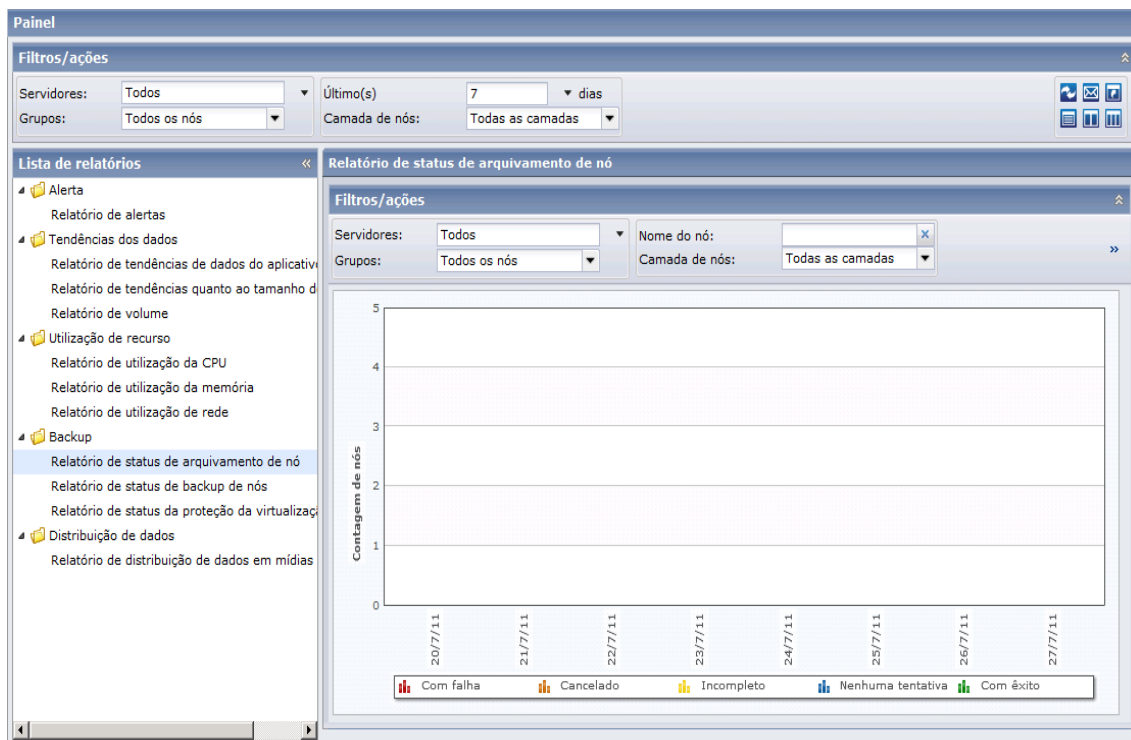 Painel
Filtros/ações
Servidores: Todos Último(s) 7 dias
Grupos: Todos os nós Camada de nós: Todas as camadas
Lista de relatórios
Alerta
Relatório de alertas
Tendências dos dados
Relatório de tendências de dados do aplicativo
Relatório de tendências quanto ao tamanho d
Relatório de volume
Utilização de recurso
Relatório de utilização da CPU
Relatório de utilização da memória
Relatório de utilização de rede
Backup
Relatório de status de arquivamento de nó
Relatório de status de backup de nós
Relatório de status da proteção da virtualizaç
Distribuição de dados
Relatório de distribuição de dados em mídias
Relatório de status de arquivamento de nó
Filtros/ações
Servidores: Todos Nome do nó:
Grupos: Todos os nós Camada de nós: Todas as camadas
Contagem de nós
5
4
3
2
1
0
20/7/11 21/7/11 22/7/11 23/7/11 24/7/11 25/7/11 26/7/11 27/7/11
Com falha Cancelado Incompleto Nenhuma tentativa Com êxito